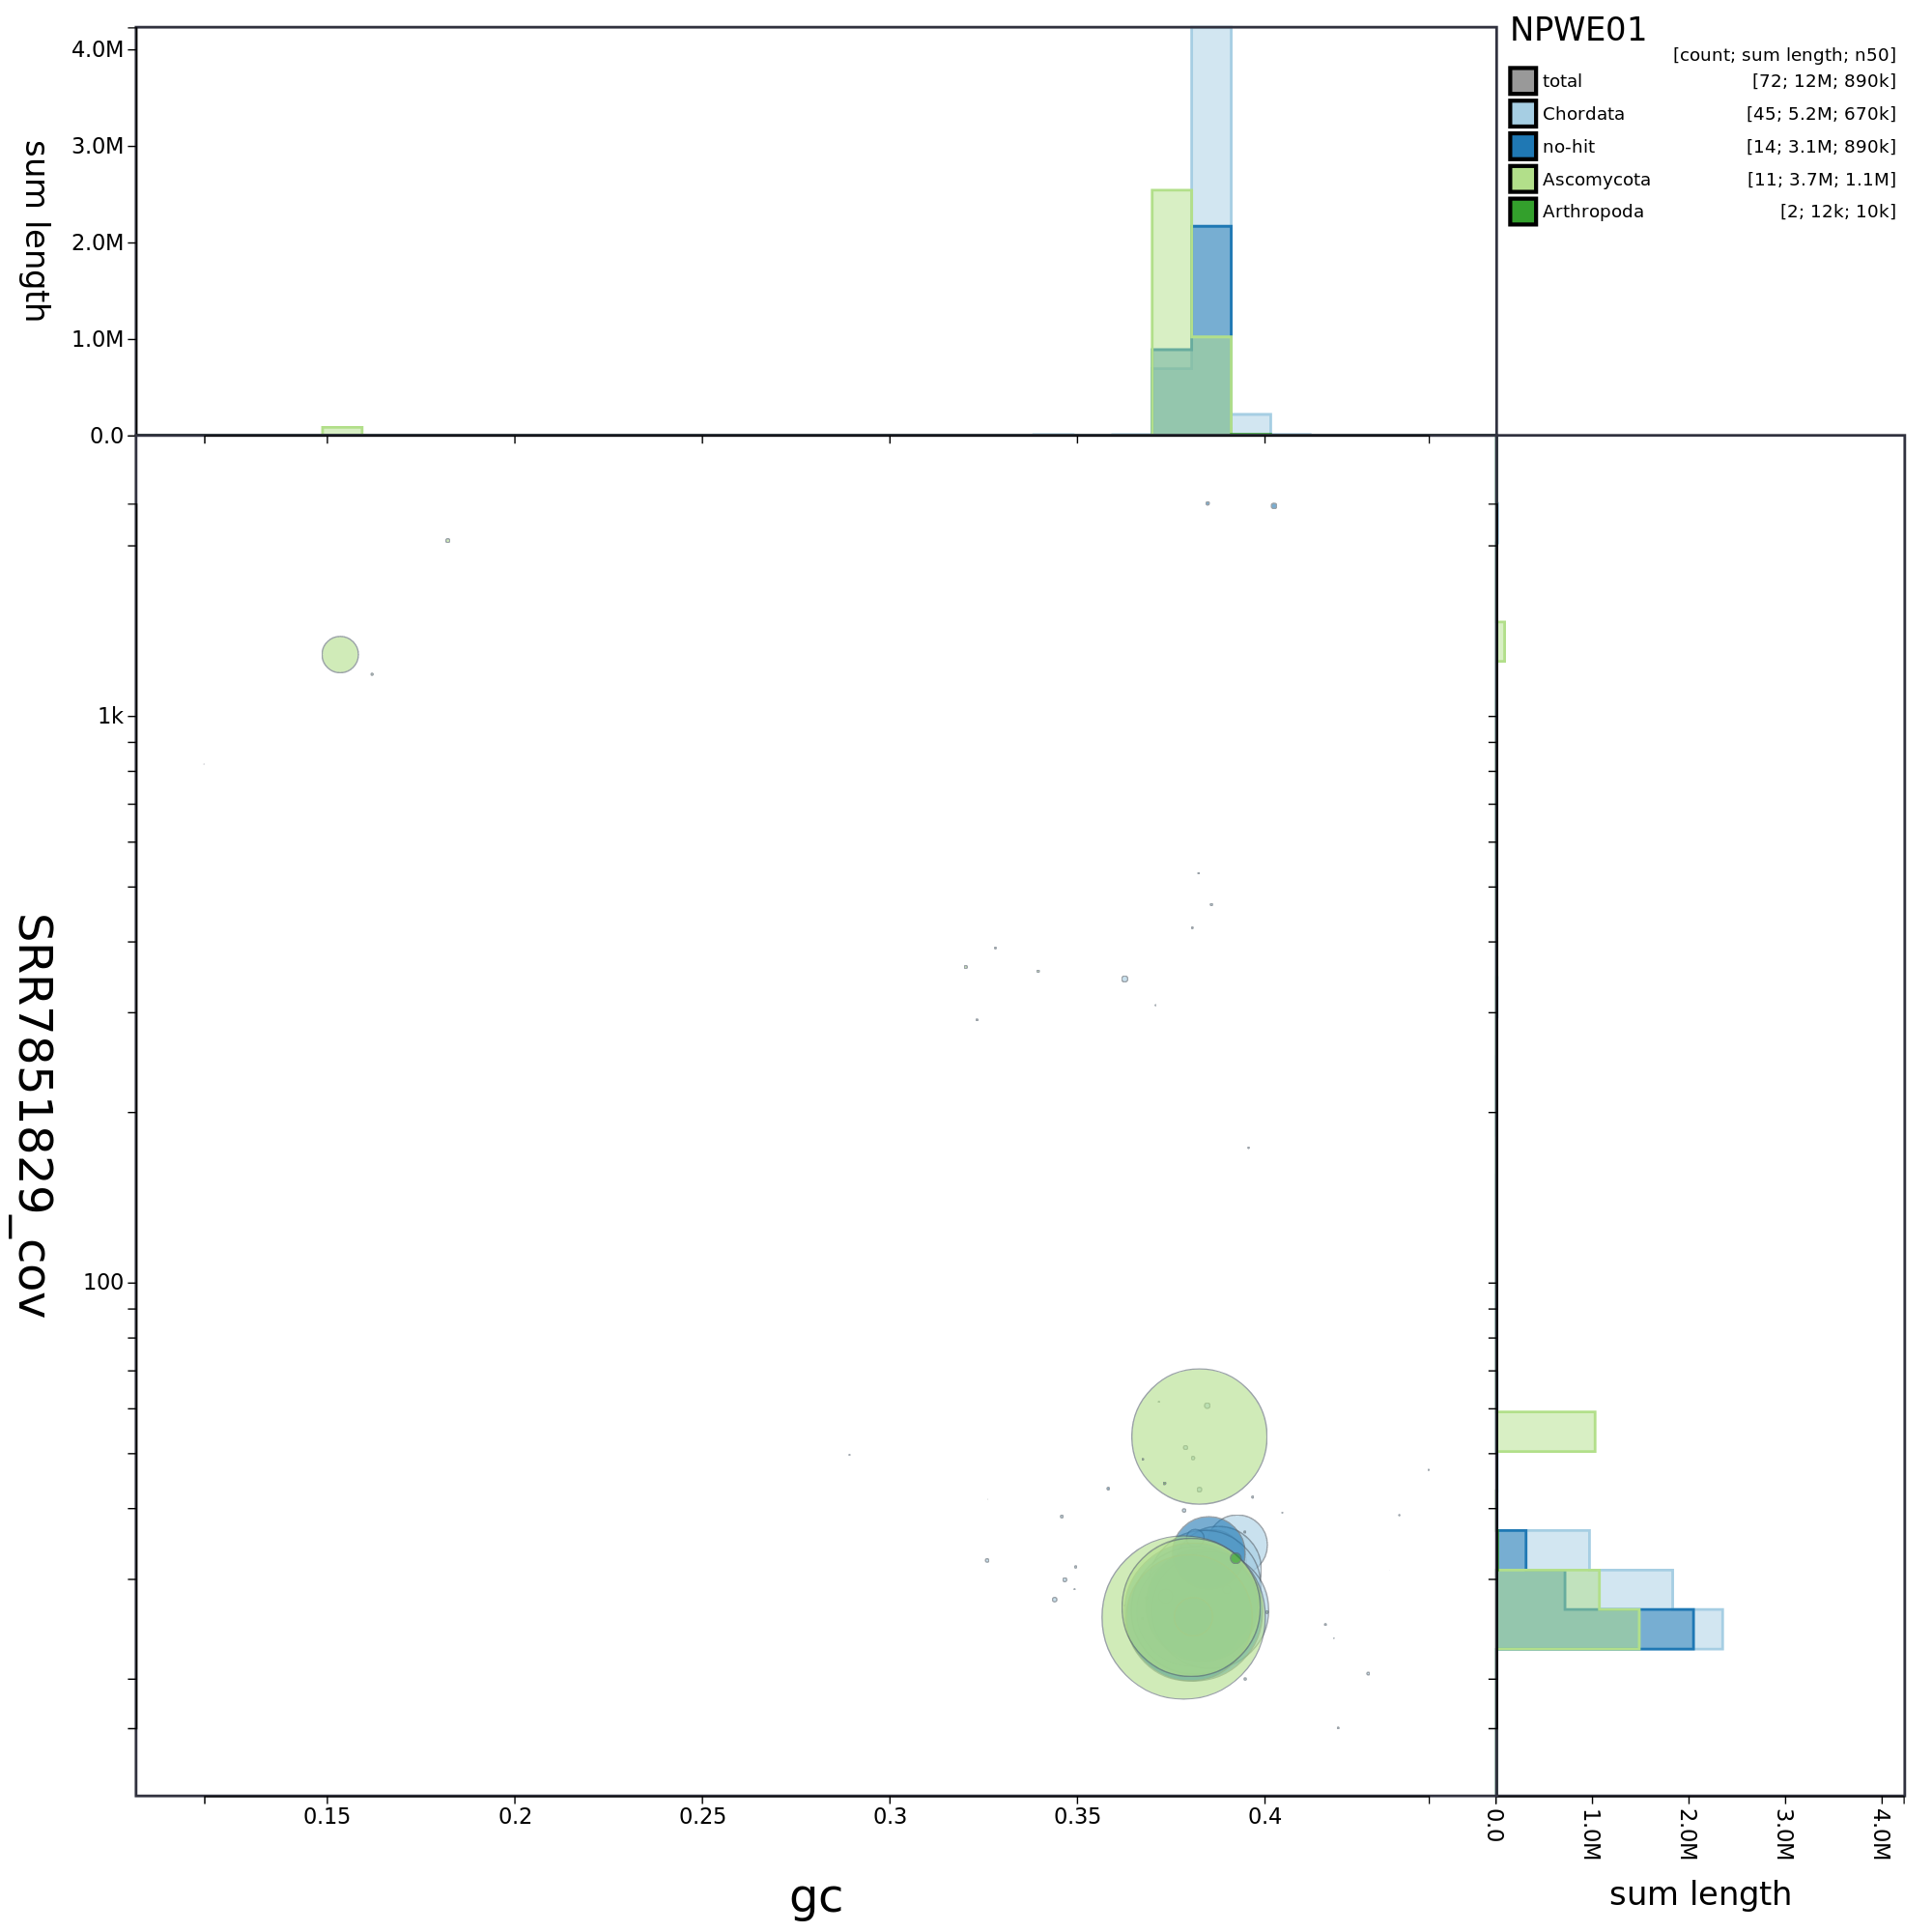 NPWE01
[count; sum length; n50]
total [72; 12M; 890k]
Chordata [45; 5.2M; 670k]
no-hit [14; 3.1M; 890k]
Ascomycota [11; 3.7M; 1.1M]
Arthropoda [2; 12k; 10k]
sum length
4.0M
3.0M
2.0M
1.0M
0.0
SRR7851829_cov
1k
100
0.15 0.2 0.25 0.3 0.35 0.4
gc
0.0 1.0M 2.0M 3.0M 4.0M
sum length